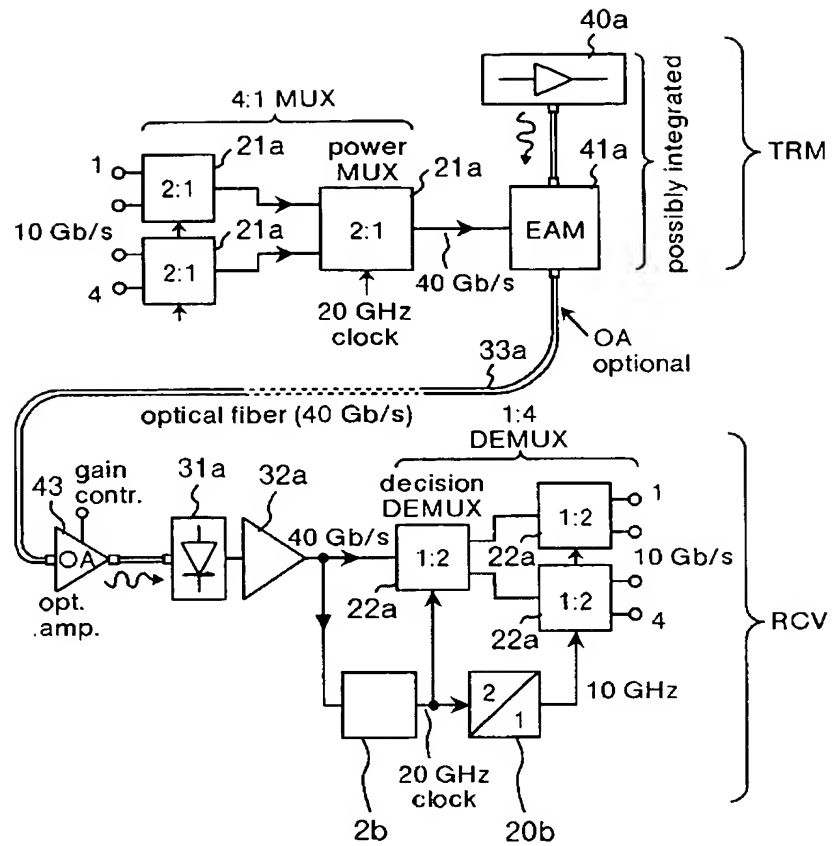 40a
4:1 MUX
21a
power
MUX
21a
41a
possibly integrated
TRM
1
2:1
10 Gb/s
21a
2:1
EAM
4
2:1
40 Gb/s
20 GHz
clock
OA
optional
33a
optical fiber (40 Gb/s)
1:4
DEMUX
43
gain
contr.
31a
32a
decision
DEMUX
1
40 Gb/s
1:2
1:2
22a
10 Gb/s
OA
22a
1:2
4
opt.
.amp.
22a
RCV
2
1
10 GHz
20 GHz
clock
2b
20b